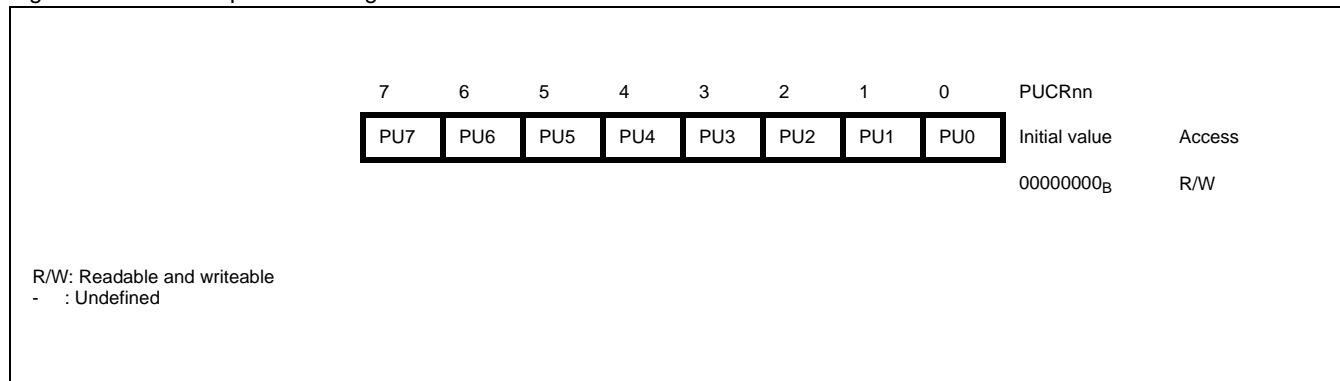 7 6 5 4 3 2 1 0 PUCRnn
PU7 PU6 PU5 PU4 PU3 PU2 PU1 PU0 Initial value Access
00000000B R/W
R/W: Readable and writeable
- : Undefined